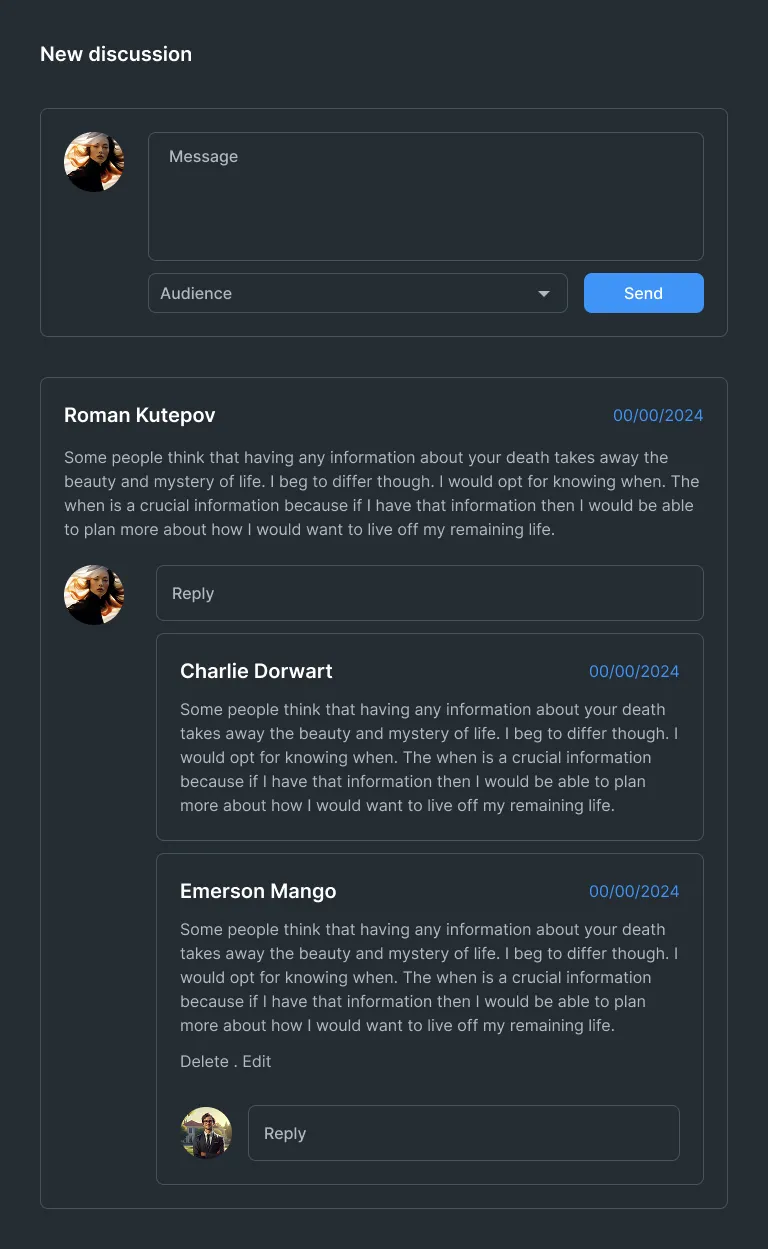 New discussion
Message
Audience
Send
Roman Kutepov
00/00/2024
Some people think that having any information about your death takes away the
beauty and mystery of life. I beg to differ though. I would opt for knowing when. The
when is a crucial information because if I have that information then I would be able
to plan more about how I would want to live off my remaining life.
Reply
Charlie Dorwart
00/00/2024
Some people think that having any information about your death
takes away the beauty and mystery of life. I beg to differ though. I
would opt for knowing when. The when is a crucial information
because if I have that information then I would be able to plan
more about how I would want to live off my remaining life.
Emerson Mango
00/00/2024
Some people think that having any information about your death
takes away the beauty and mystery of life. I beg to differ though. I
would opt for knowing when. The when is a crucial information
because if I have that information then I would be able to plan
more about how I would want to live off my remaining life.
Delete . Edit
Reply